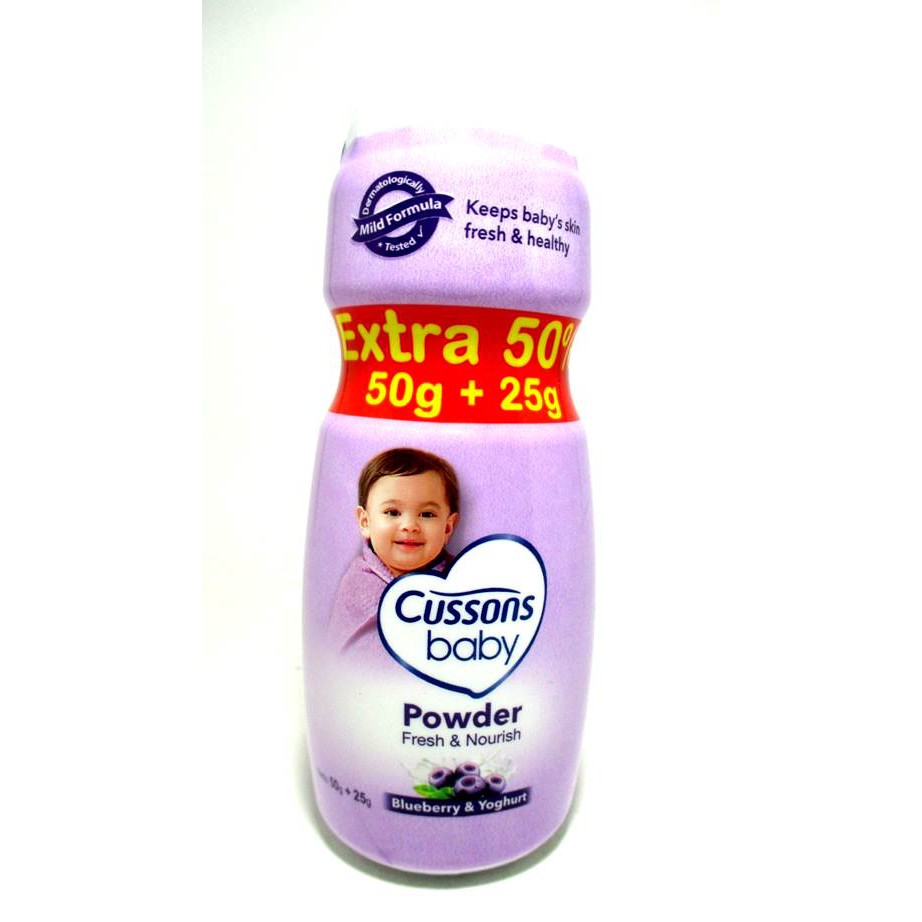 Dermatologically
Mild Formula
* Tested ✓
Keeps baby's skin
fresh & healthy
Extra 50%
50g + 25g
Cussons
baby
Powder
Fresh & Nourish
Blueberry & Yoghurt
50g + 25g